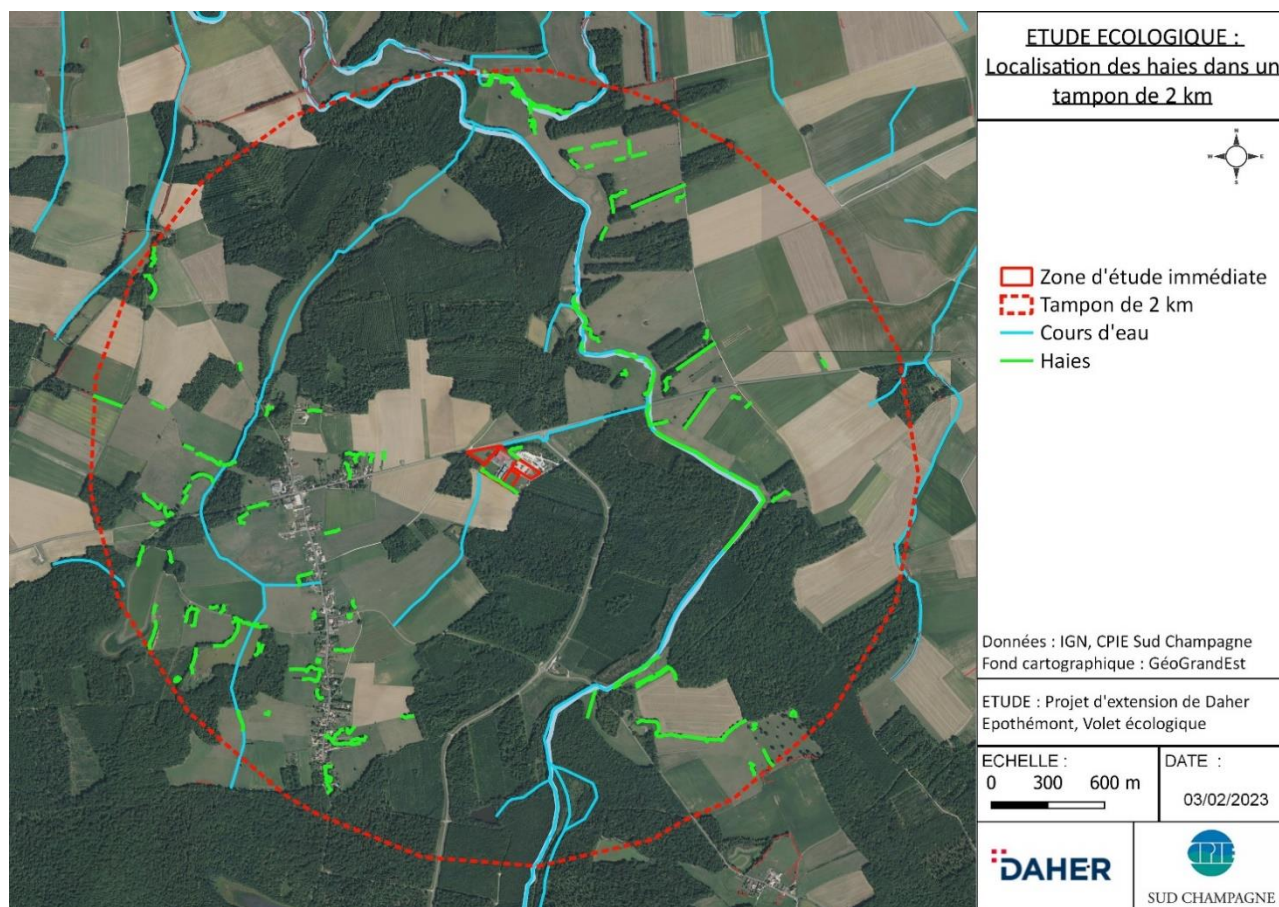 ETUDE ECOLOGIQUE :
Localisation des haies dans un
tampon de 2 km
N
W E
S
Zone d'étude immédiate
Tampon de 2 km
Cours d'eau
Haies
Données : IGN, CPIE Sud Champagne
Fond cartographique : GéoGrandEst
ETUDE : Projet d'extension de Daher
Epothémont, Volet écologique
ECHELLE :
0 300 600 m
DATE :
03/02/2023
DAHER
CPIE
SUD CHAMPAGNE